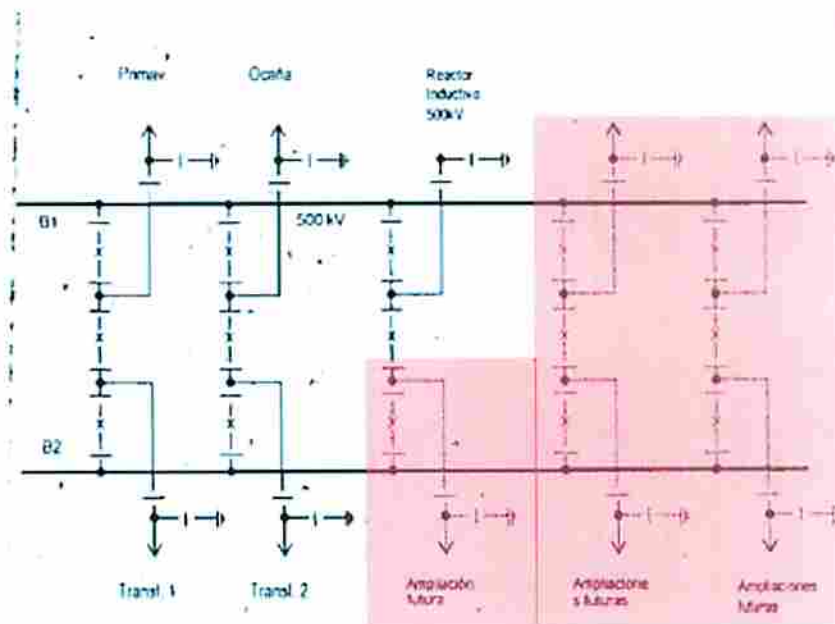 Primav.
Ocaña
Reactor
Inductivo
500kV
B1
500 kV
B2
Transf. 1
Transf. 2
Ampliación
futura
Ampliacione
s futuras
Ampliaciones
futuras